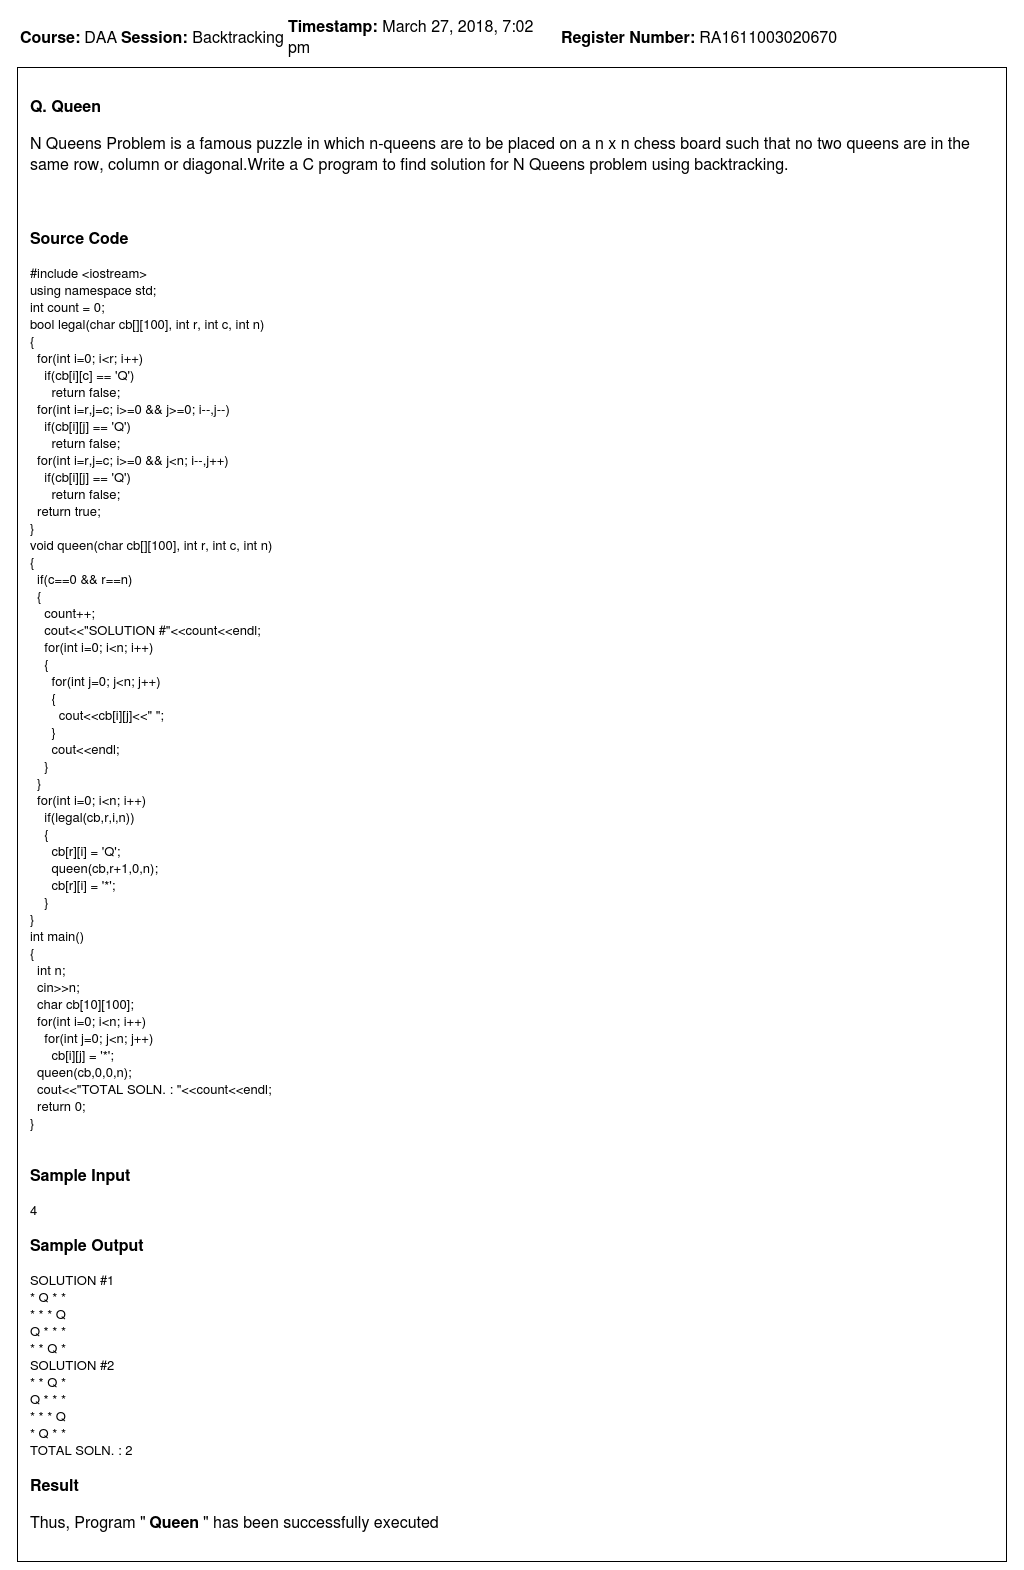 Course: DAA Session: Backtracking Timestamp: March 27, 2018, 7:02 pm Register Number: RA1611003020670
Q. Queen
N Queens Problem is a famous puzzle in which n-queens are to be placed on a n x n chess board such that no two queens are in the
same row, column or diagonal.Write a C program to find solution for N Queens problem using backtracking.
Source Code
#include <iostream>
using namespace std;
int count = 0;
bool legal(char cb[][100], int r, int c, int n)
{
  for(int i=0; i<r; i++)
    if(cb[i][c] == 'Q')
      return false;
  for(int i=r,j=c; i>=0 && j>=0; i--,j--)
    if(cb[i][j] == 'Q')
      return false;
  for(int i=r,j=c; i>=0 && j<n; i--,j++)
    if(cb[i][j] == 'Q')
      return false;
  return true;
}
void queen(char cb[][100], int r, int c, int n)
{
  if(c==0 && r==n)
  {
    count++;
    cout<<"SOLUTION #"<<count<<endl;
    for(int i=0; i<n; i++)
    {
      for(int j=0; j<n; j++)
      {
        cout<<cb[i][j]<<" ";
      }
      cout<<endl;
    }
  }
  for(int i=0; i<n; i++)
    if(legal(cb,r,i,n))
    {
      cb[r][i] = 'Q';
      queen(cb,r+1,0,n);
      cb[r][i] = '*';
    }
}
int main()
{
  int n;
  cin>>n;
  char cb[10][100];
  for(int i=0; i<n; i++)
    for(int j=0; j<n; j++)
      cb[i][j] = '*';
  queen(cb,0,0,n);
  cout<<"TOTAL SOLN. : "<<count<<endl;
  return 0;
}
Sample Input
4
Sample Output
SOLUTION #1
* Q * *
* * * Q
Q * * *
* * Q *
SOLUTION #2
* * Q *
Q * * *
* * * Q
* Q * *
TOTAL SOLN. : 2
Result
Thus, Program " Queen " has been successfully executed